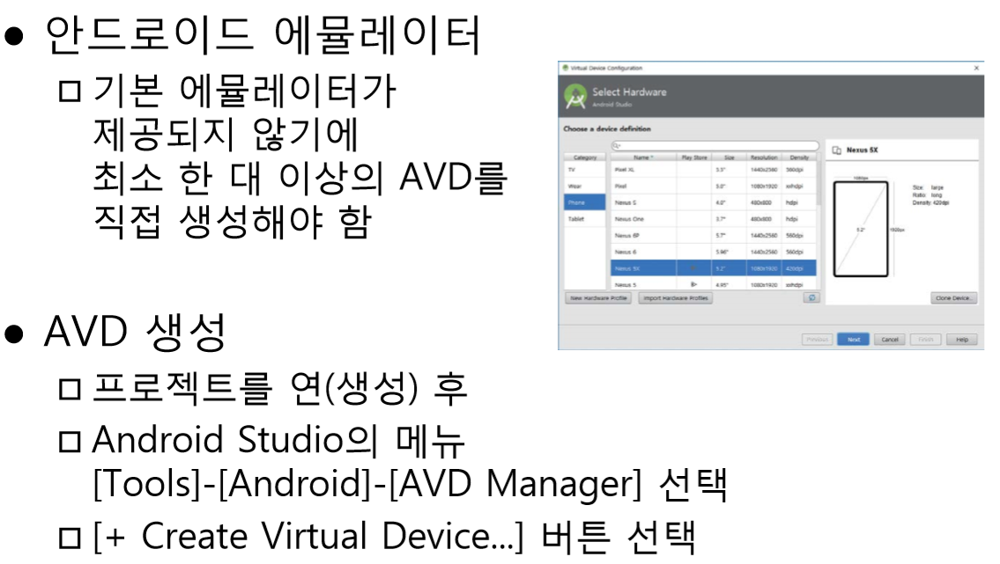 ● 안드로이드 에뮬레이터
□ 기본 에뮬레이터가
제공되지 않기에
최소 한 대 이상의 AVD를
직접 생성해야 함
Virtual Device Configuration
Select Hardware
Android Studio
Choose a device definition
Category Name Play Store Size Resolution Density
TV Pixel XL 5.5" 1440x2560 560dpi
Wear Pixel 5.0" 1080x1920 xxhdpi
Phone Nexus S 4.0" 480x800 hdpi
Tablet Nexus One 3.7" 480x800 hdpi
Nexus 6P 5.7" 1440x2560 560dpi
Nexus 6 5.96" 1440x2560 560dpi
Nexus 5X 5.2" 1080x1920 420dpi
Nexus 5 4.95" 1080x1920 xxhdpi
New Hardware Profile Import Hardware Profiles
Nexus 5X
1080px
5.2" 1920px
Size: large
Ratio: long
Density: 420dpi
Clone Device...
Previous Next Cancel Finish Help
● AVD 생성
□ 프로젝트를 연(생성) 후
□ Android Studio의 메뉴
[Tools]-[Android]-[AVD Manager] 선택
□ [+ Create Virtual Device...] 버튼 선택